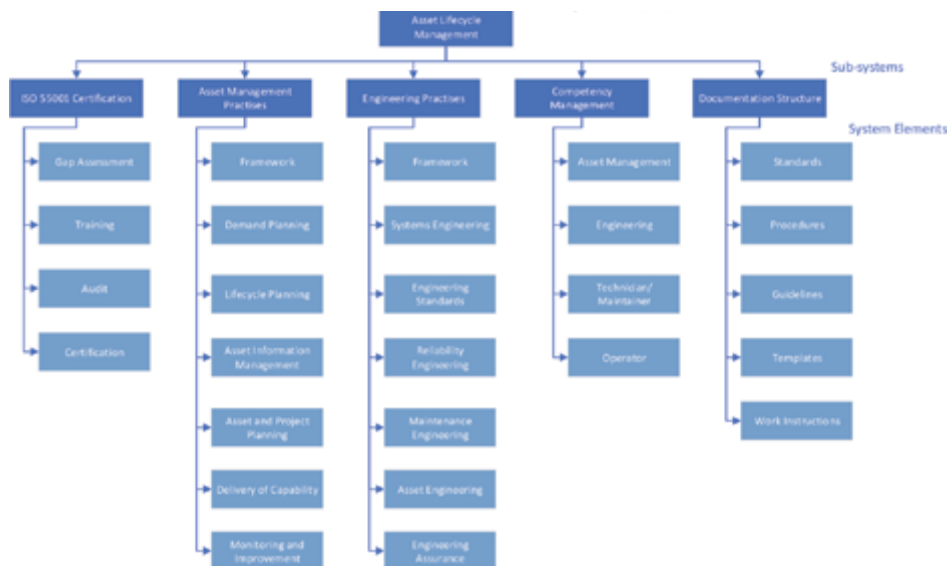 Asset Lifecycle
Management
Sub-systems
ISO 55001 Certification
Asset Management
Practises
Engineering Practises
Competency
Management
Documentation Structure
System Elements
Gap Assessment
Training
Audit
Certification
Framework
Demand Planning
Lifecycle Planning
Asset Information
Management
Asset and Project
Planning
Delivery of Capability
Monitoring and
Improvement
Framework
Systems Engineering
Engineering
Standards
Reliability
Engineering
Maintenance
Engineering
Asset Engineering
Engineering
Assurance
Asset Management
Engineering
Technician/
Maintainer
Operator
Standards
Procedures
Guidelines
Templates
Work Instructions